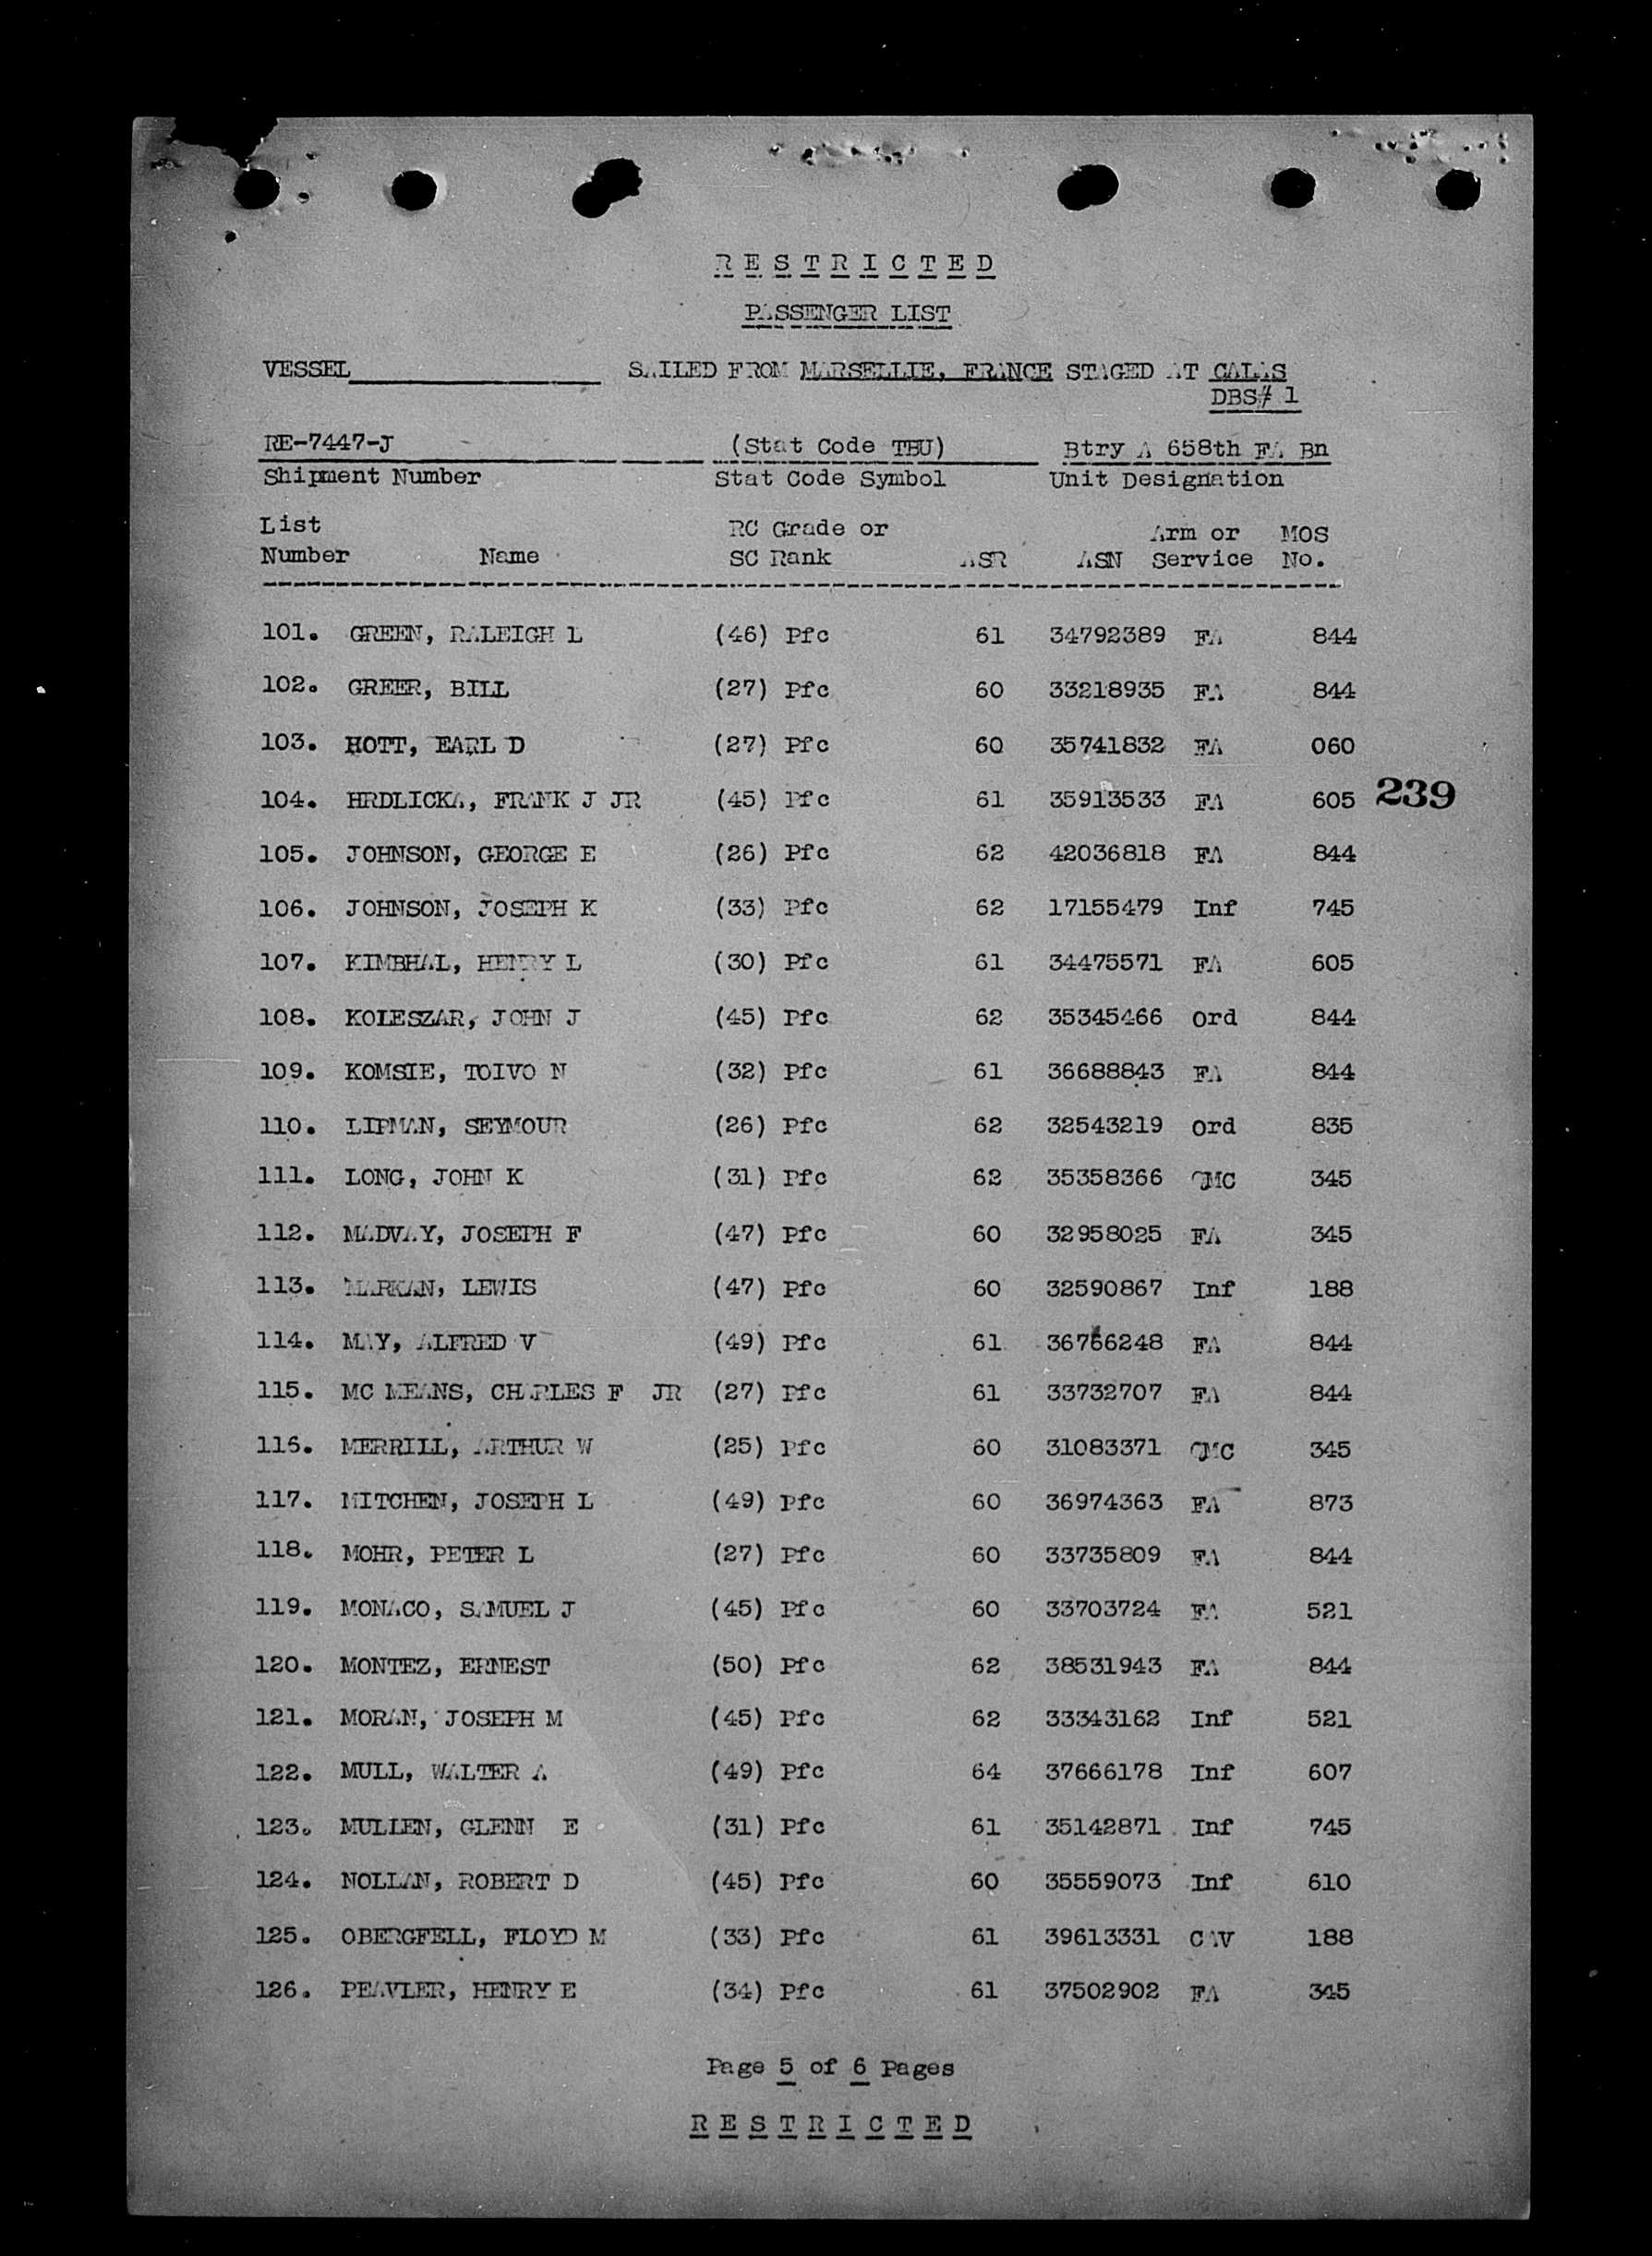 RESTRICTED
PASSENGER LIST
VESSEL SAILED FROM MARSELLIE, FRANCE STAGED AT CALAS
DBS# 1
RE-7447-J (Stat Code TBU) Btry A 658th FA Bn
Shipment Number Stat Code Symbol Unit Designation
List RC Grade or Arm or MOS
Number Name SC Rank ASR ASN Service No.
101. GREEN, RALEIGH L (46) Pfc 61 34792389 FA 844
102. GREER, BILL (27) Pfc 60 33218935 FA 844
103. HOTT, EARL D (27) Pfc 60 35741832 FA 060
104. HRDLICKA, FRANK J JR (45) Pfc 61 35913533 FA 605 239
105. JOHNSON, GEORGE E (26) Pfc 62 42036818 FA 844
106. JOHNSON, JOSEPH K (33) Pfc 62 17155479 Inf 745
107. KIMBHAL, HENRY L (30) Pfc 61 34475571 FA 605
108. KOLESZAR, JOHN J (45) Pfc 62 35345466 Ord 844
109. KOMSIE, TOIVO N (32) Pfc 61 36688843 FA 844
110. LIPMAN, SEYMOUR (26) Pfc 62 32543219 Ord 835
111. LONG, JOHN K (31) Pfc 62 35358366 QMC 345
112. MADVAY, JOSEPH F (47) Pfc 60 32958025 FA 345
113. MARKAN, LEWIS (47) Pfc 60 32590867 Inf 188
114. MAY, ALFRED V (49) Pfc 61 36766248 FA 844
115. MC MEANS, CHARLES F JR (27) Pfc 61 33732707 FA 844
116. MERRILL, ARTHUR W (25) Pfc 60 31083371 QMC 345
117. MITCHEN, JOSEPH L (49) Pfc 60 36974363 FA 873
118. MOHR, PETER L (27) Pfc 60 33735809 FA 844
119. MONACO, SAMUEL J (45) Pfc 60 33703724 FA 521
120. MONTEZ, ERNEST (50) Pfc 62 38531943 FA 844
121. MORAN, JOSEPH M (45) Pfc 62 33343162 Inf 521
122. MULL, WALTER A (49) Pfc 64 37666178 Inf 607
123. MULLEN, GLENN E (31) Pfc 61 35142871 Inf 745
124. NOLLAN, ROBERT D (45) Pfc 60 35559073 Inf 610
125. OBERGFELL, FLOYD M (33) Pfc 61 39613331 CAV 188
126. PEAVLER, HENRY E (34) Pfc 61 37502902 FA 345
Page 5 of 6 Pages
RESTRICTED